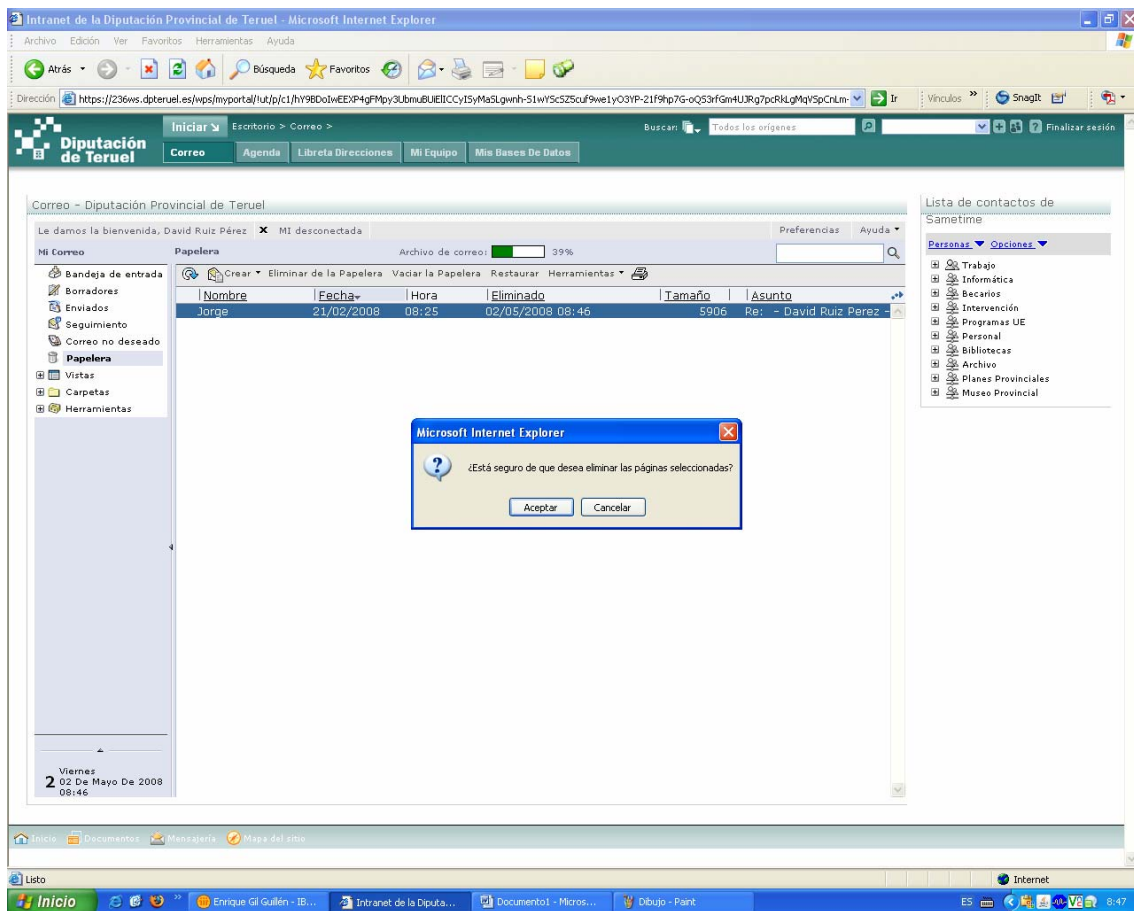 Intranet de la Diputación Provincial de Teruel - Microsoft Internet Explorer
Archivo Edición Ver Favoritos Herramientas Ayuda
Atrás Búsqueda Favoritos
Dirección Ir Vínculos » SnagIt
Diputación de Teruel
Iniciar Escritorio > Correo > Buscar: Todos los orígenes Finalizar sesión
Correo Agenda Libreta Direcciones Mi Equipo Mis Bases De Datos
Correo - Diputación Provincial de Teruel
Le damos la bienvenida, David Ruiz Pérez MI desconectada Preferencias Ayuda
Mi Correo Papelera Archivo de correo: 39%
Crear Eliminar de la Papelera Vaciar la Papelera Restaurar Herramientas
Nombre Fecha Hora Eliminado Tamaño Asunto
Jorge 21/02/2008 08:25 02/05/2008 08:46 5906 Re: - David Ruiz Perez -
Bandeja de entrada
Borradores
Enviados
Seguimiento
Correo no deseado
Papelera
Vistas
Carpetas
Herramientas
Microsoft Internet Explorer
¿Está seguro de que desea eliminar las páginas seleccionadas?
Aceptar Cancelar
Lista de contactos de
Sametime
Personas Opciones
Trabajo
Informática
Becarios
Intervención
Programas UE
Personal
Bibliotecas
Archivo
Planes Provinciales
Museo Provincial
Viernes
2 02 De Mayo De 2008
08:46
Inicio Documentos Mensajería Mapa del sitio
Listo Internet
Inicio » Enrique Gil Guillén - IB... Intranet de la Diputa... Documento1 - Micros... Dibujo - Paint ES 8:47